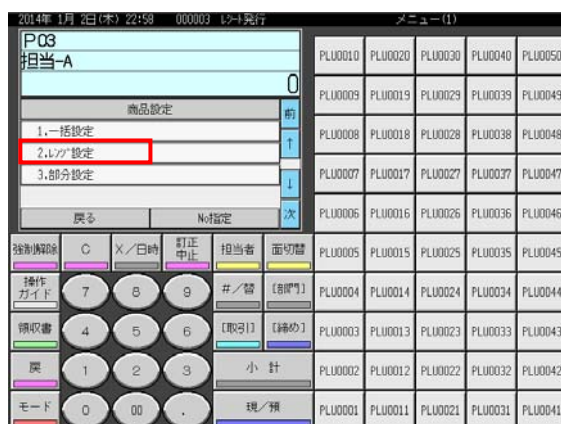 2014年 1月 2日(木) 22:58 000003 レシート発行 メニュー(1)
P03
担当-A
0
商品設定
前
1.一括設定
↑
2.レンジ設定
3.部分設定
↓
戻る No指定 次
強制解除 C X/日時 訂正中止 担当者 面切替
操作ガイド 7 8 9 #/替 [部門]
領収書 4 5 6 [取引] [締め]
戻 1 2 3 小 計
モード 0 00 . 現/預
PLU0010 PLU0020 PLU0030 PLU0040 PLU0050
PLU0009 PLU0019 PLU0029 PLU0039 PLU0049
PLU0008 PLU0018 PLU0028 PLU0038 PLU0048
PLU0007 PLU0017 PLU0027 PLU0037 PLU0047
PLU0006 PLU0016 PLU0026 PLU0036 PLU0046
PLU0005 PLU0015 PLU0025 PLU0035 PLU0045
PLU0004 PLU0014 PLU0024 PLU0034 PLU0044
PLU0003 PLU0013 PLU0023 PLU0033 PLU0043
PLU0002 PLU0012 PLU0022 PLU0032 PLU0042
PLU0001 PLU0011 PLU0021 PLU0031 PLU0041